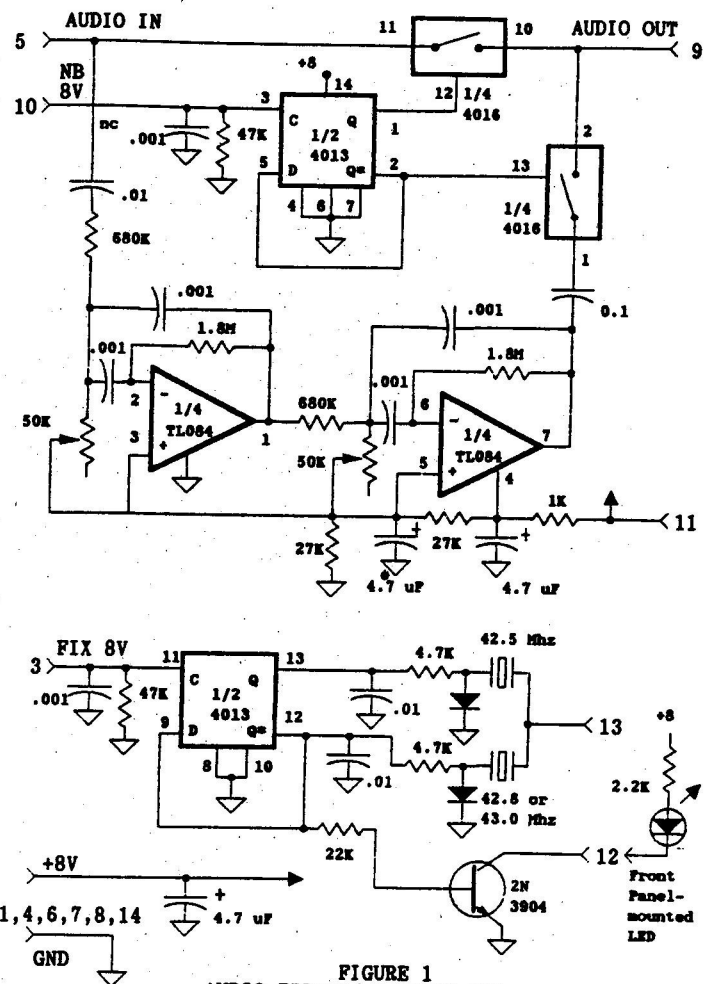 AUDIO IN
5
11
10
AUDIO OUT
9
NB
8V
10
+8
14
12
1/4
4016
3
C
Q
1
nc
.001
47K
1/2
4013
2
5
D
Q*
2
13
.01
4
6
7
1/4
4016
680K
1
.001
0.1
.001
1.8M
1.8M
.001
.001
680K
2
-
6
-
50K
1/4
TL084
1
1/4
TL084
7
3
+
50K
5
+
4
1K
11
27K
27K
+
+
*
4.7 uF
4.7 uF
42.5 Mhz
3
FIX 8V
11
13
4.7K
C
Q
.001
47K
1/2
4013
.01
13
12
+8
9
D
Q*
4.7K
8
10
.01
2.2K
42.8 or
43.0 Mhz
22K
12
+8V
2N
3904
Front
Panel-
mounted
LED
+
4.7 uF
1,4,6,7,8,14
GND
FIGURE 1